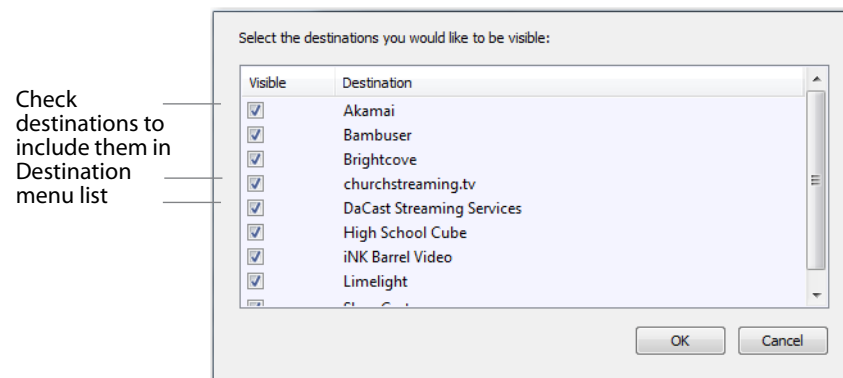 Select the destinations you would like to be visible:
Visible Destination
Check
destinations to
include them in
Destination
menu list
Akamai
Bambuser
Brightcove
churchstreaming.tv
DaCast Streaming Services
High School Cube
iNK Barrel Video
Limelight
OK Cancel